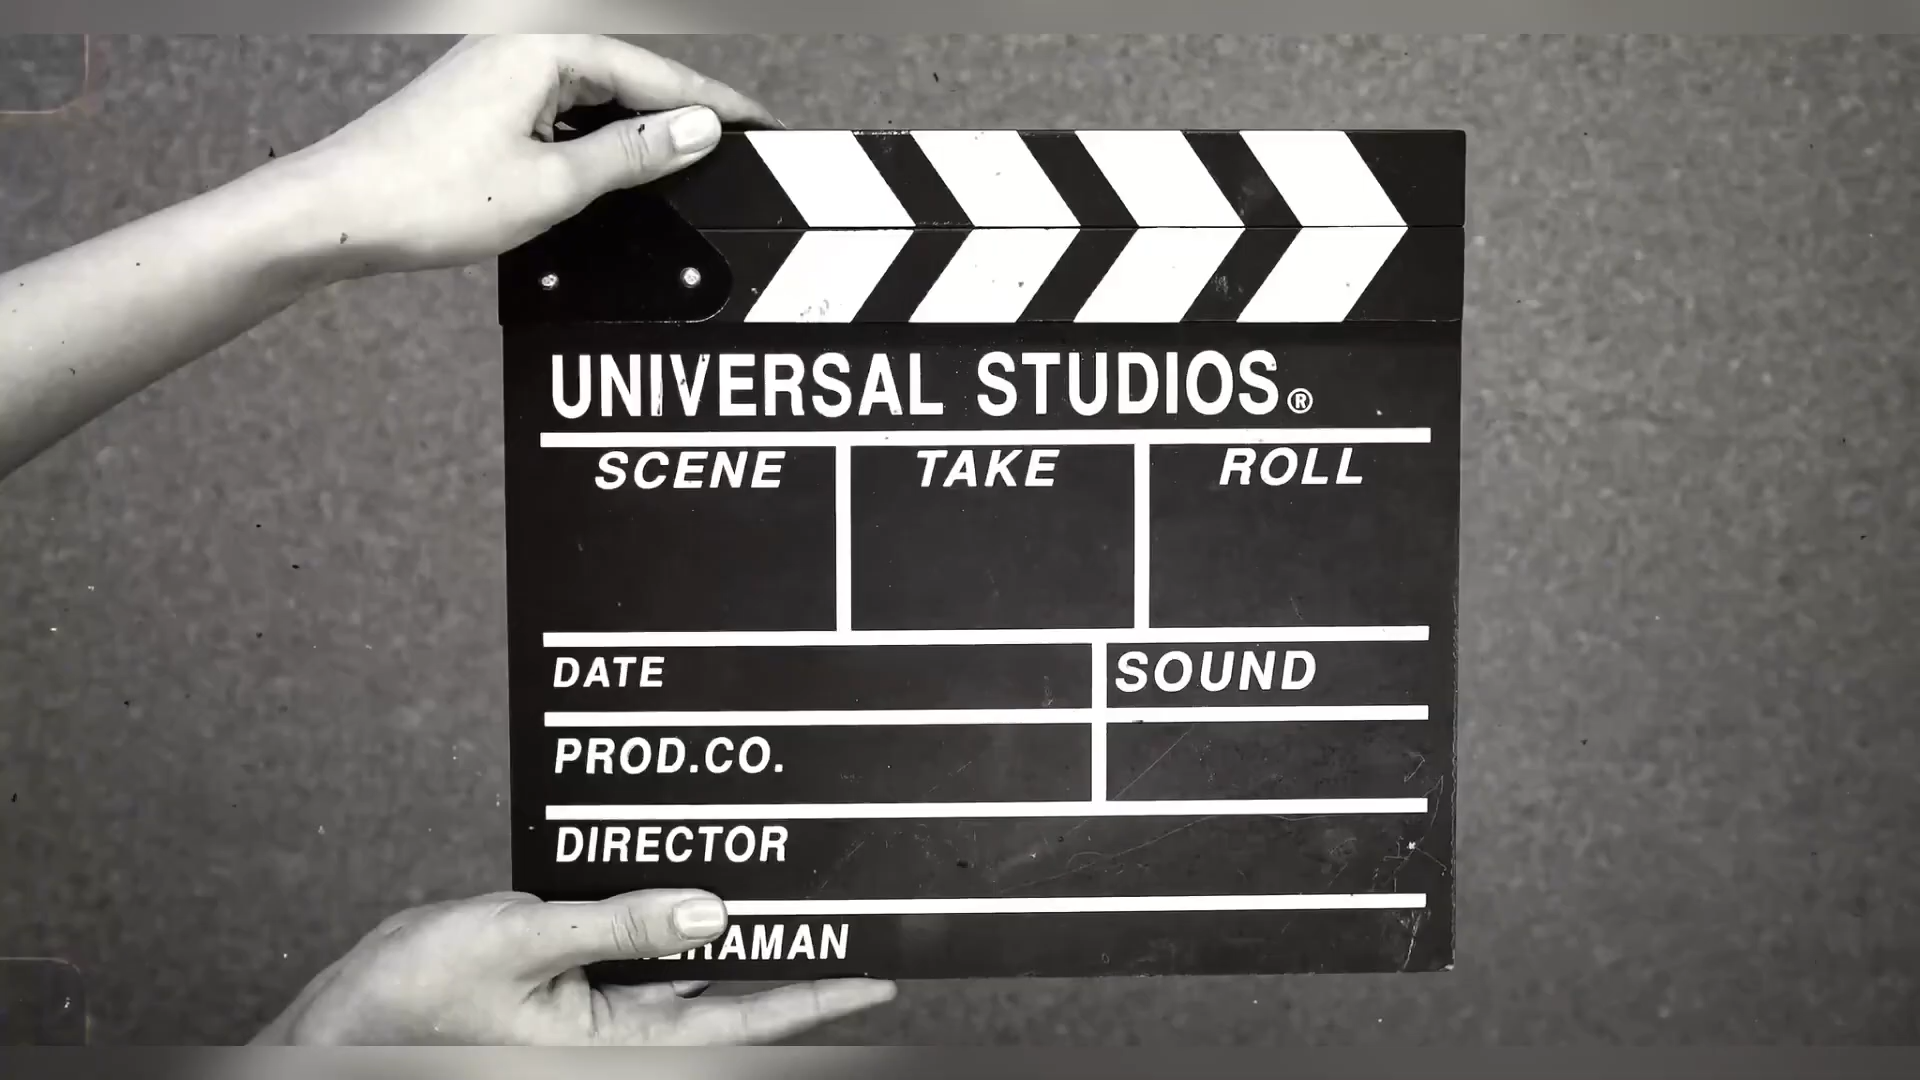 UNIVERSAL STUDIOS®
SCENE TAKE ROLL
DATE SOUND
PROD.CO.
DIRECTOR